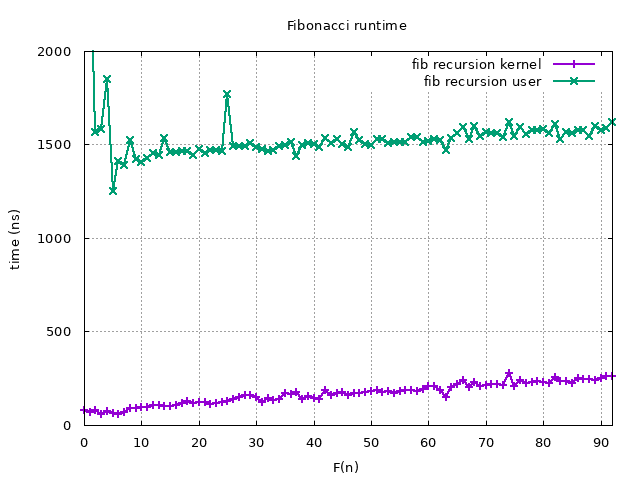 Fibonacci runtime
2000
fib recursion kernel
fib recursion user
1500
1000
500
0
time (ns)
0 10 20 30 40 50 60 70 80 90
F(n)